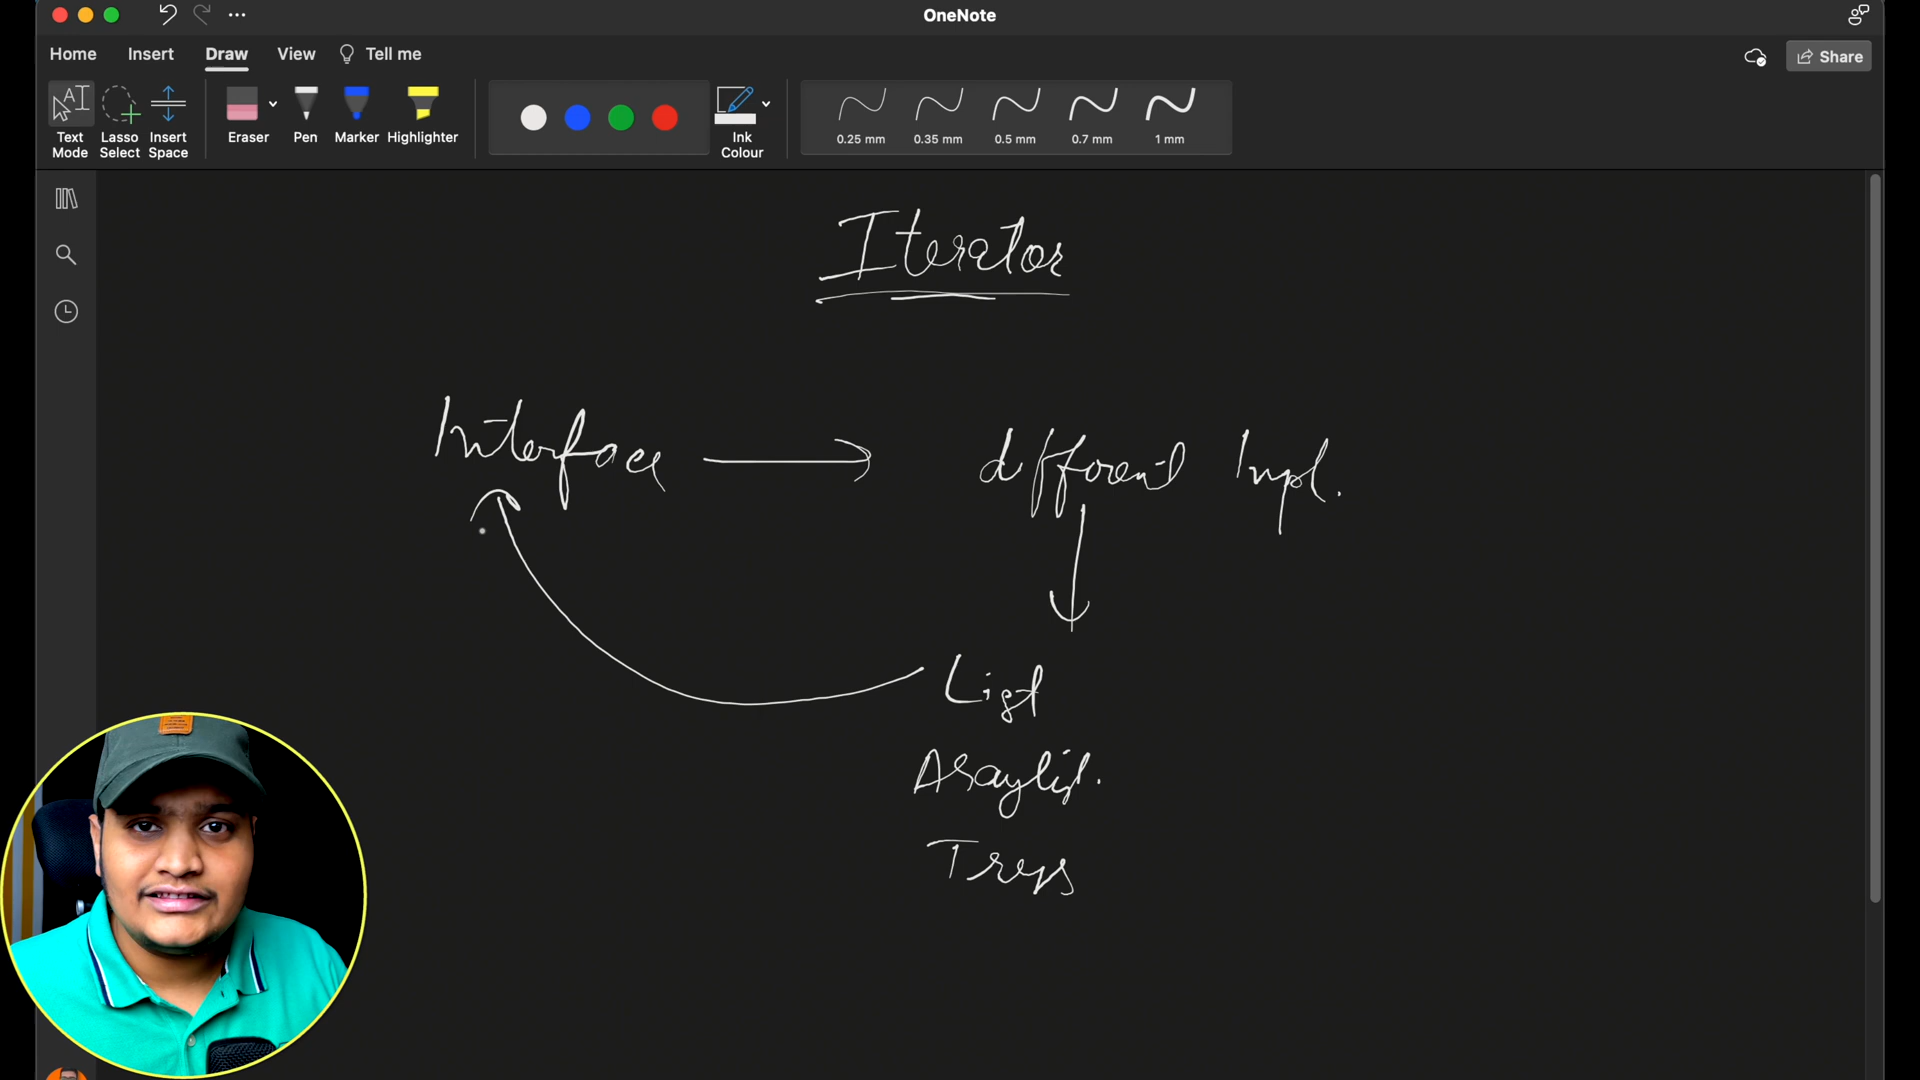 OneNote
Home Insert Draw View Tell me
Share
Text Mode
Lasso Select
Insert Space
Eraser
Pen
Marker
Highlighter
Ink Colour
0.25 mm
0.35 mm
0.5 mm
0.7 mm
1 mm
Iterator
Interface different Impl.
List
Arraylist.
Trees